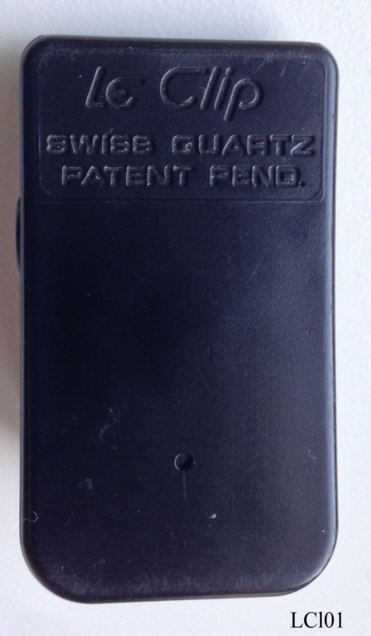 Le Clip
SWISS QUARTZ
PATENT PEND.
LCl01